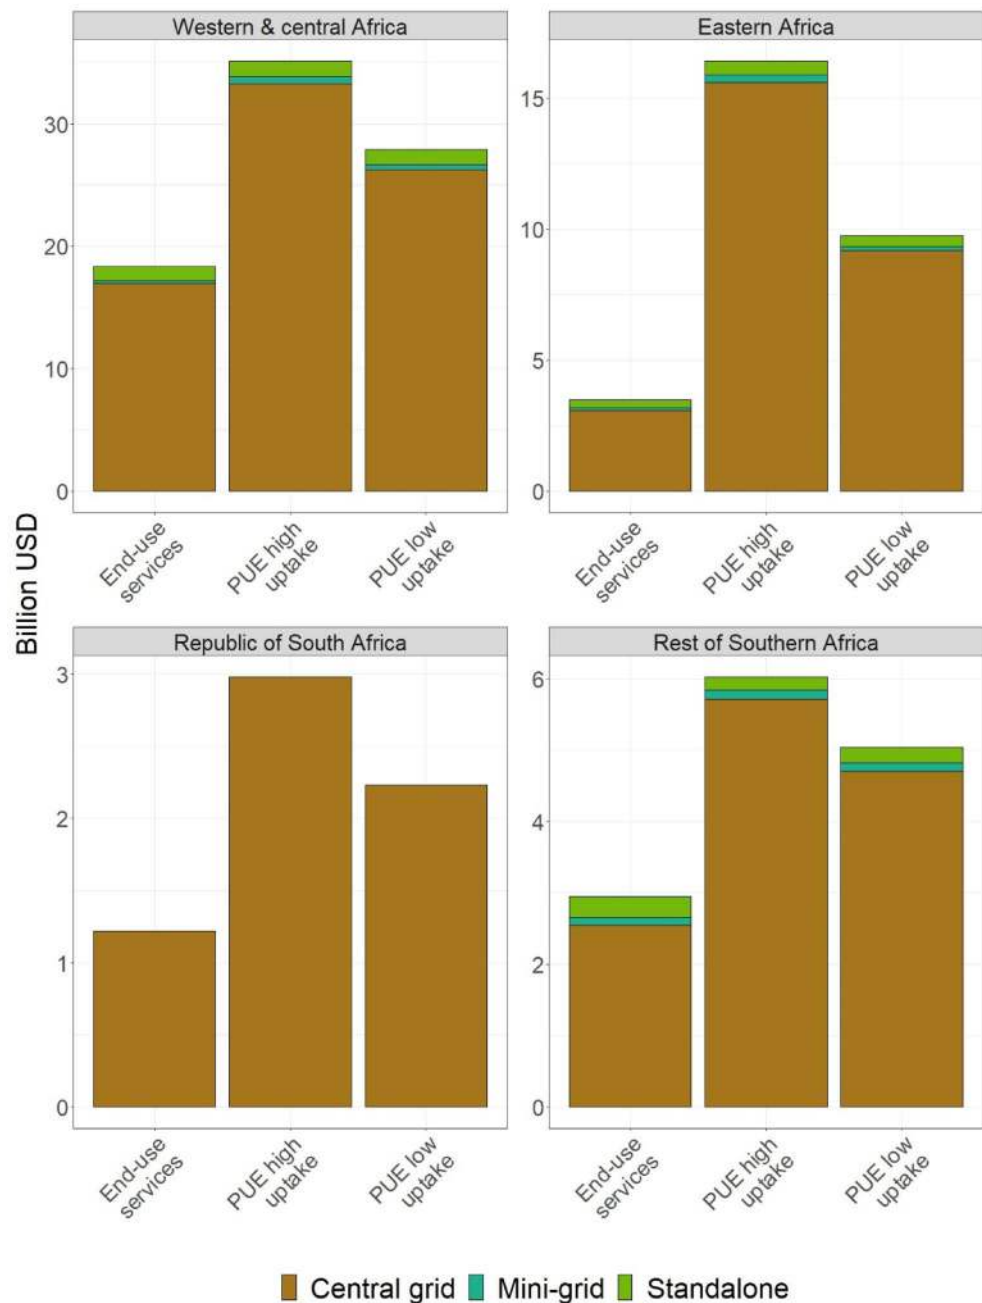 Western & central Africa
Eastern Africa
30
20
10
0
15
10
5
0
End-use
services
PUE high
uptake
PUE low
uptake
End-use
services
PUE high
uptake
PUE low
uptake
Billion USD
Republic of South Africa
Rest of Southern Africa
3
2
1
0
6
4
2
0
End-use
services
PUE high
uptake
PUE low
uptake
End-use
services
PUE high
uptake
PUE low
uptake
Central grid Mini-grid Standalone